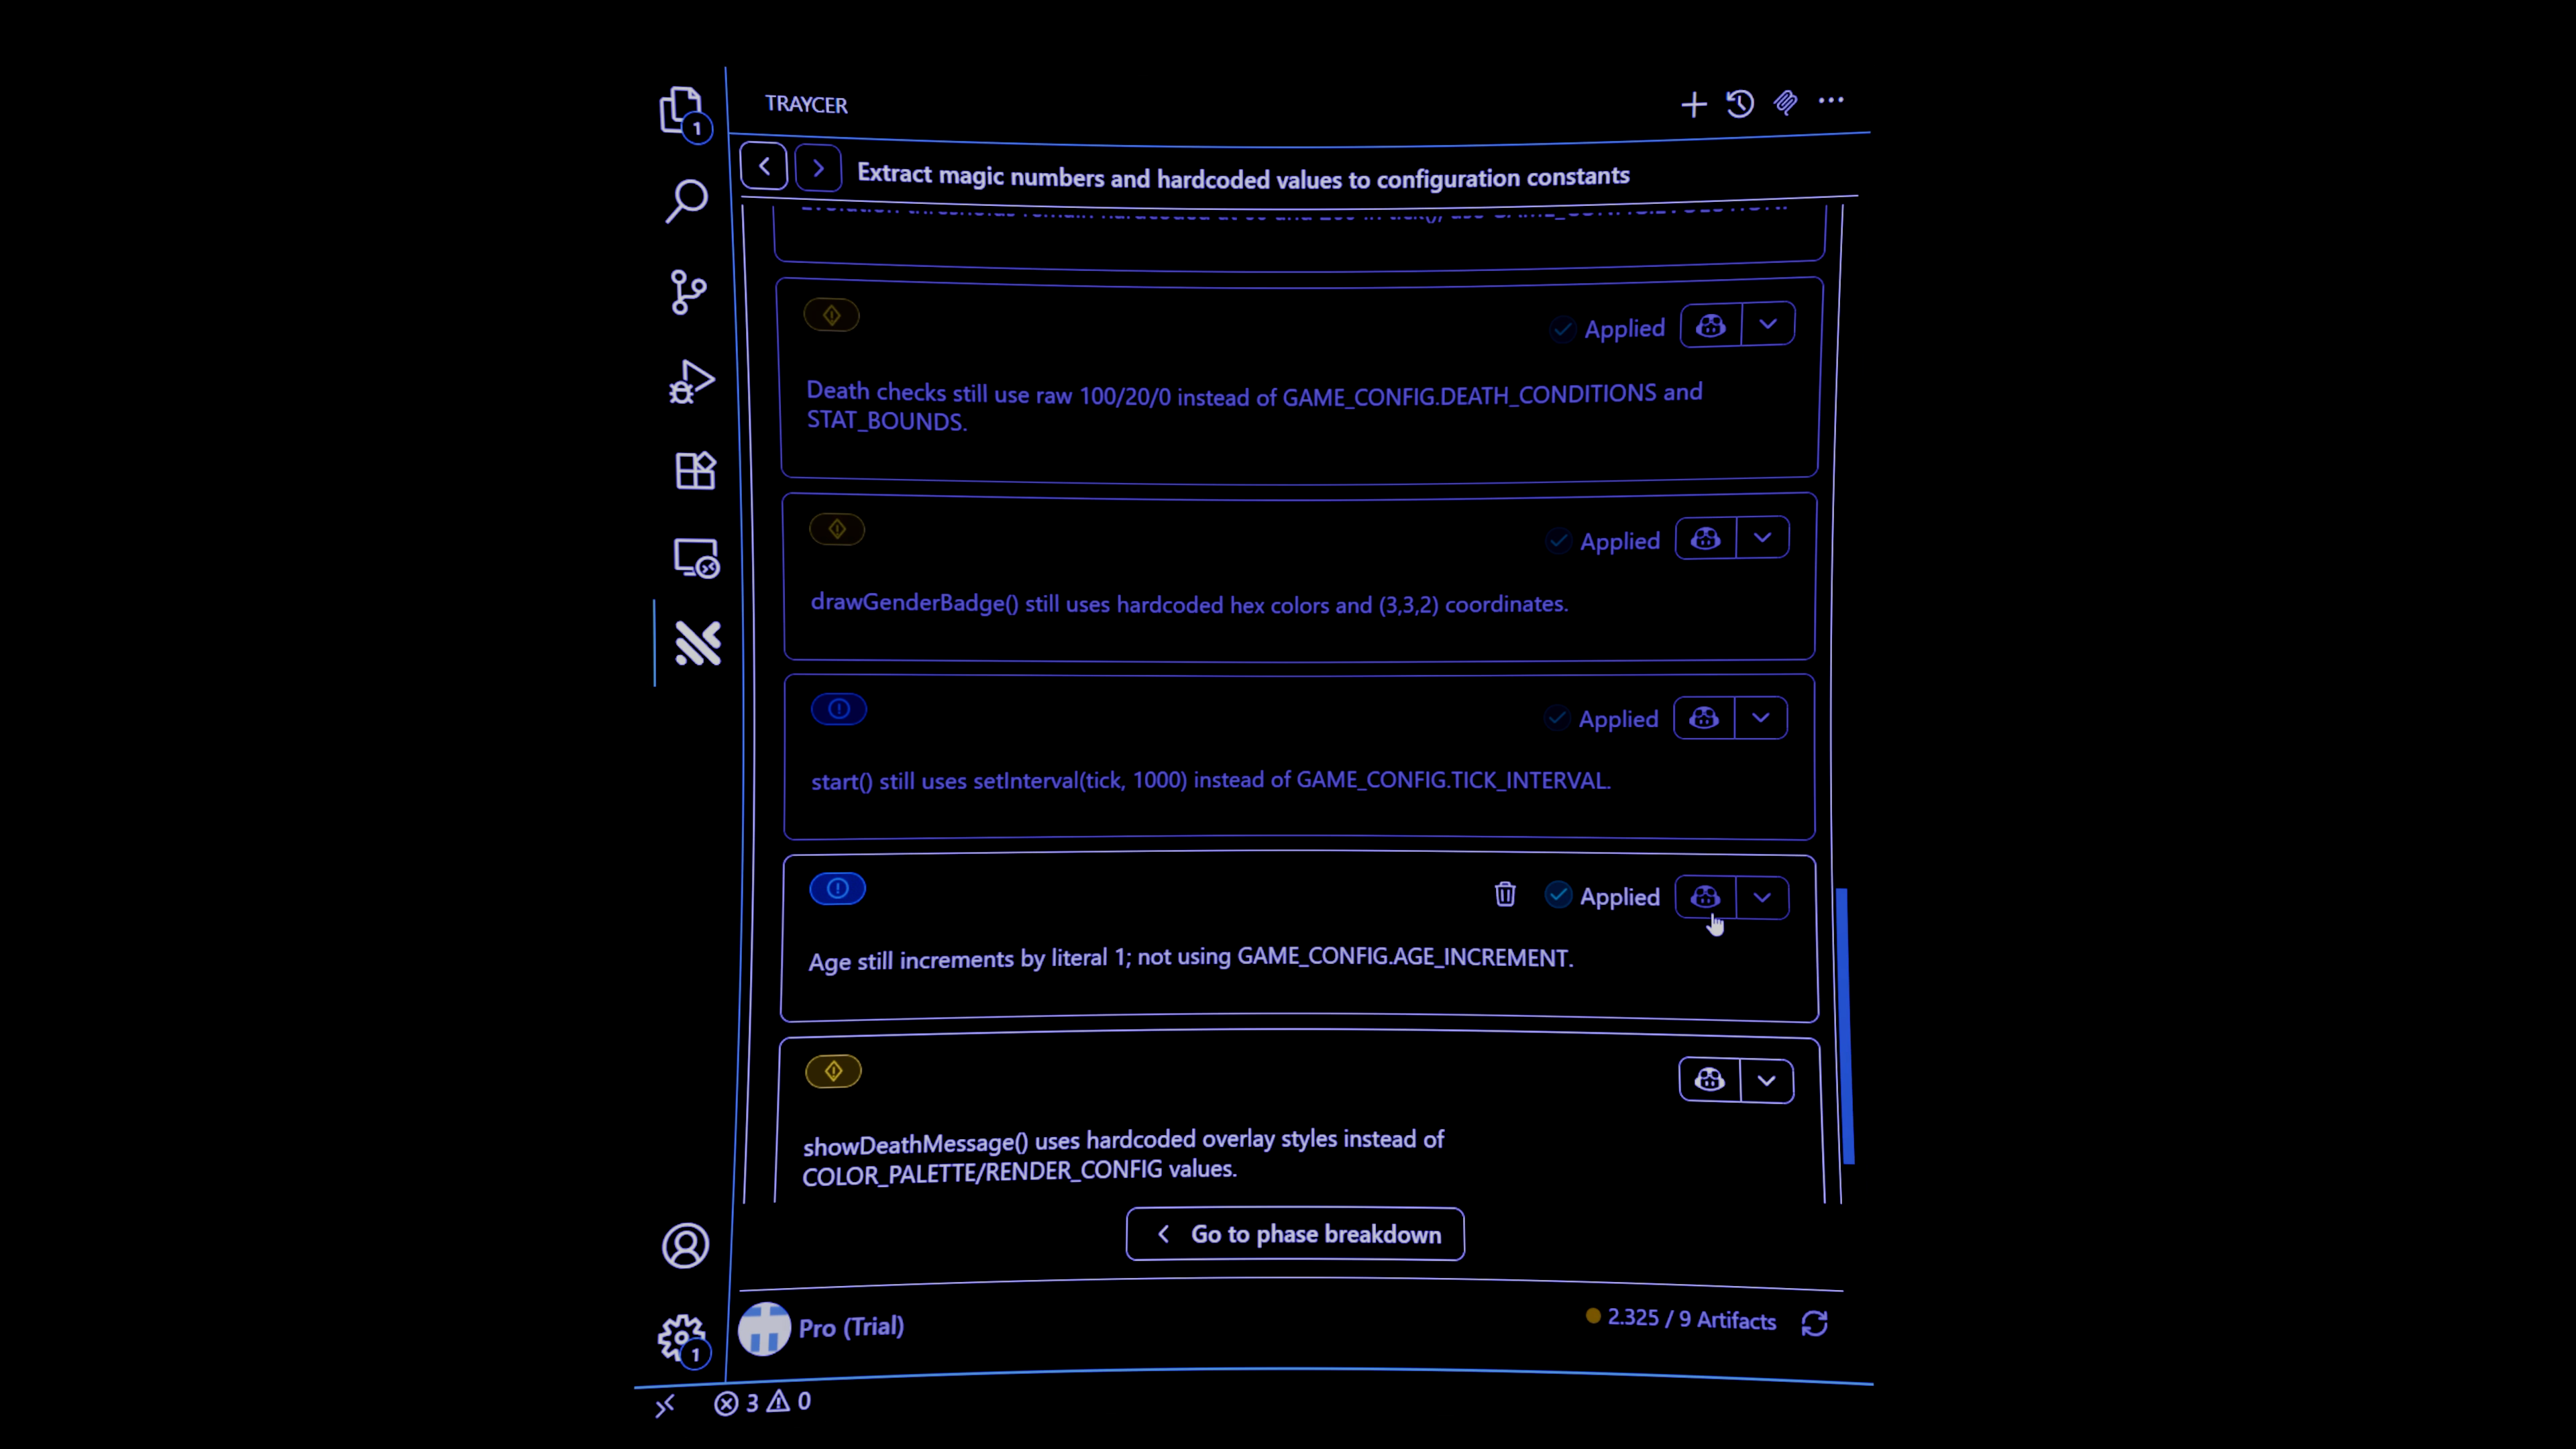 TRAYCER
1
Extract magic numbers and hardcoded values to configuration constants
Applied
Death checks still use raw 100/20/0 instead of GAME_CONFIG.DEATH_CONDITIONS and
STAT_BOUNDS.
Applied
drawGenderBadge() still uses hardcoded hex colors and (3,3,2) coordinates.
Applied
start() still uses setInterval(tick, 1000) instead of GAME_CONFIG.TICK_INTERVAL.
Applied
Age still increments by literal 1; not using GAME_CONFIG.AGE_INCREMENT.
showDeathMessage() uses hardcoded overlay styles instead of
COLOR_PALETTE/RENDER_CONFIG values.
Go to phase breakdown
Pro (Trial)
2.325 / 9 Artifacts
1
3 0